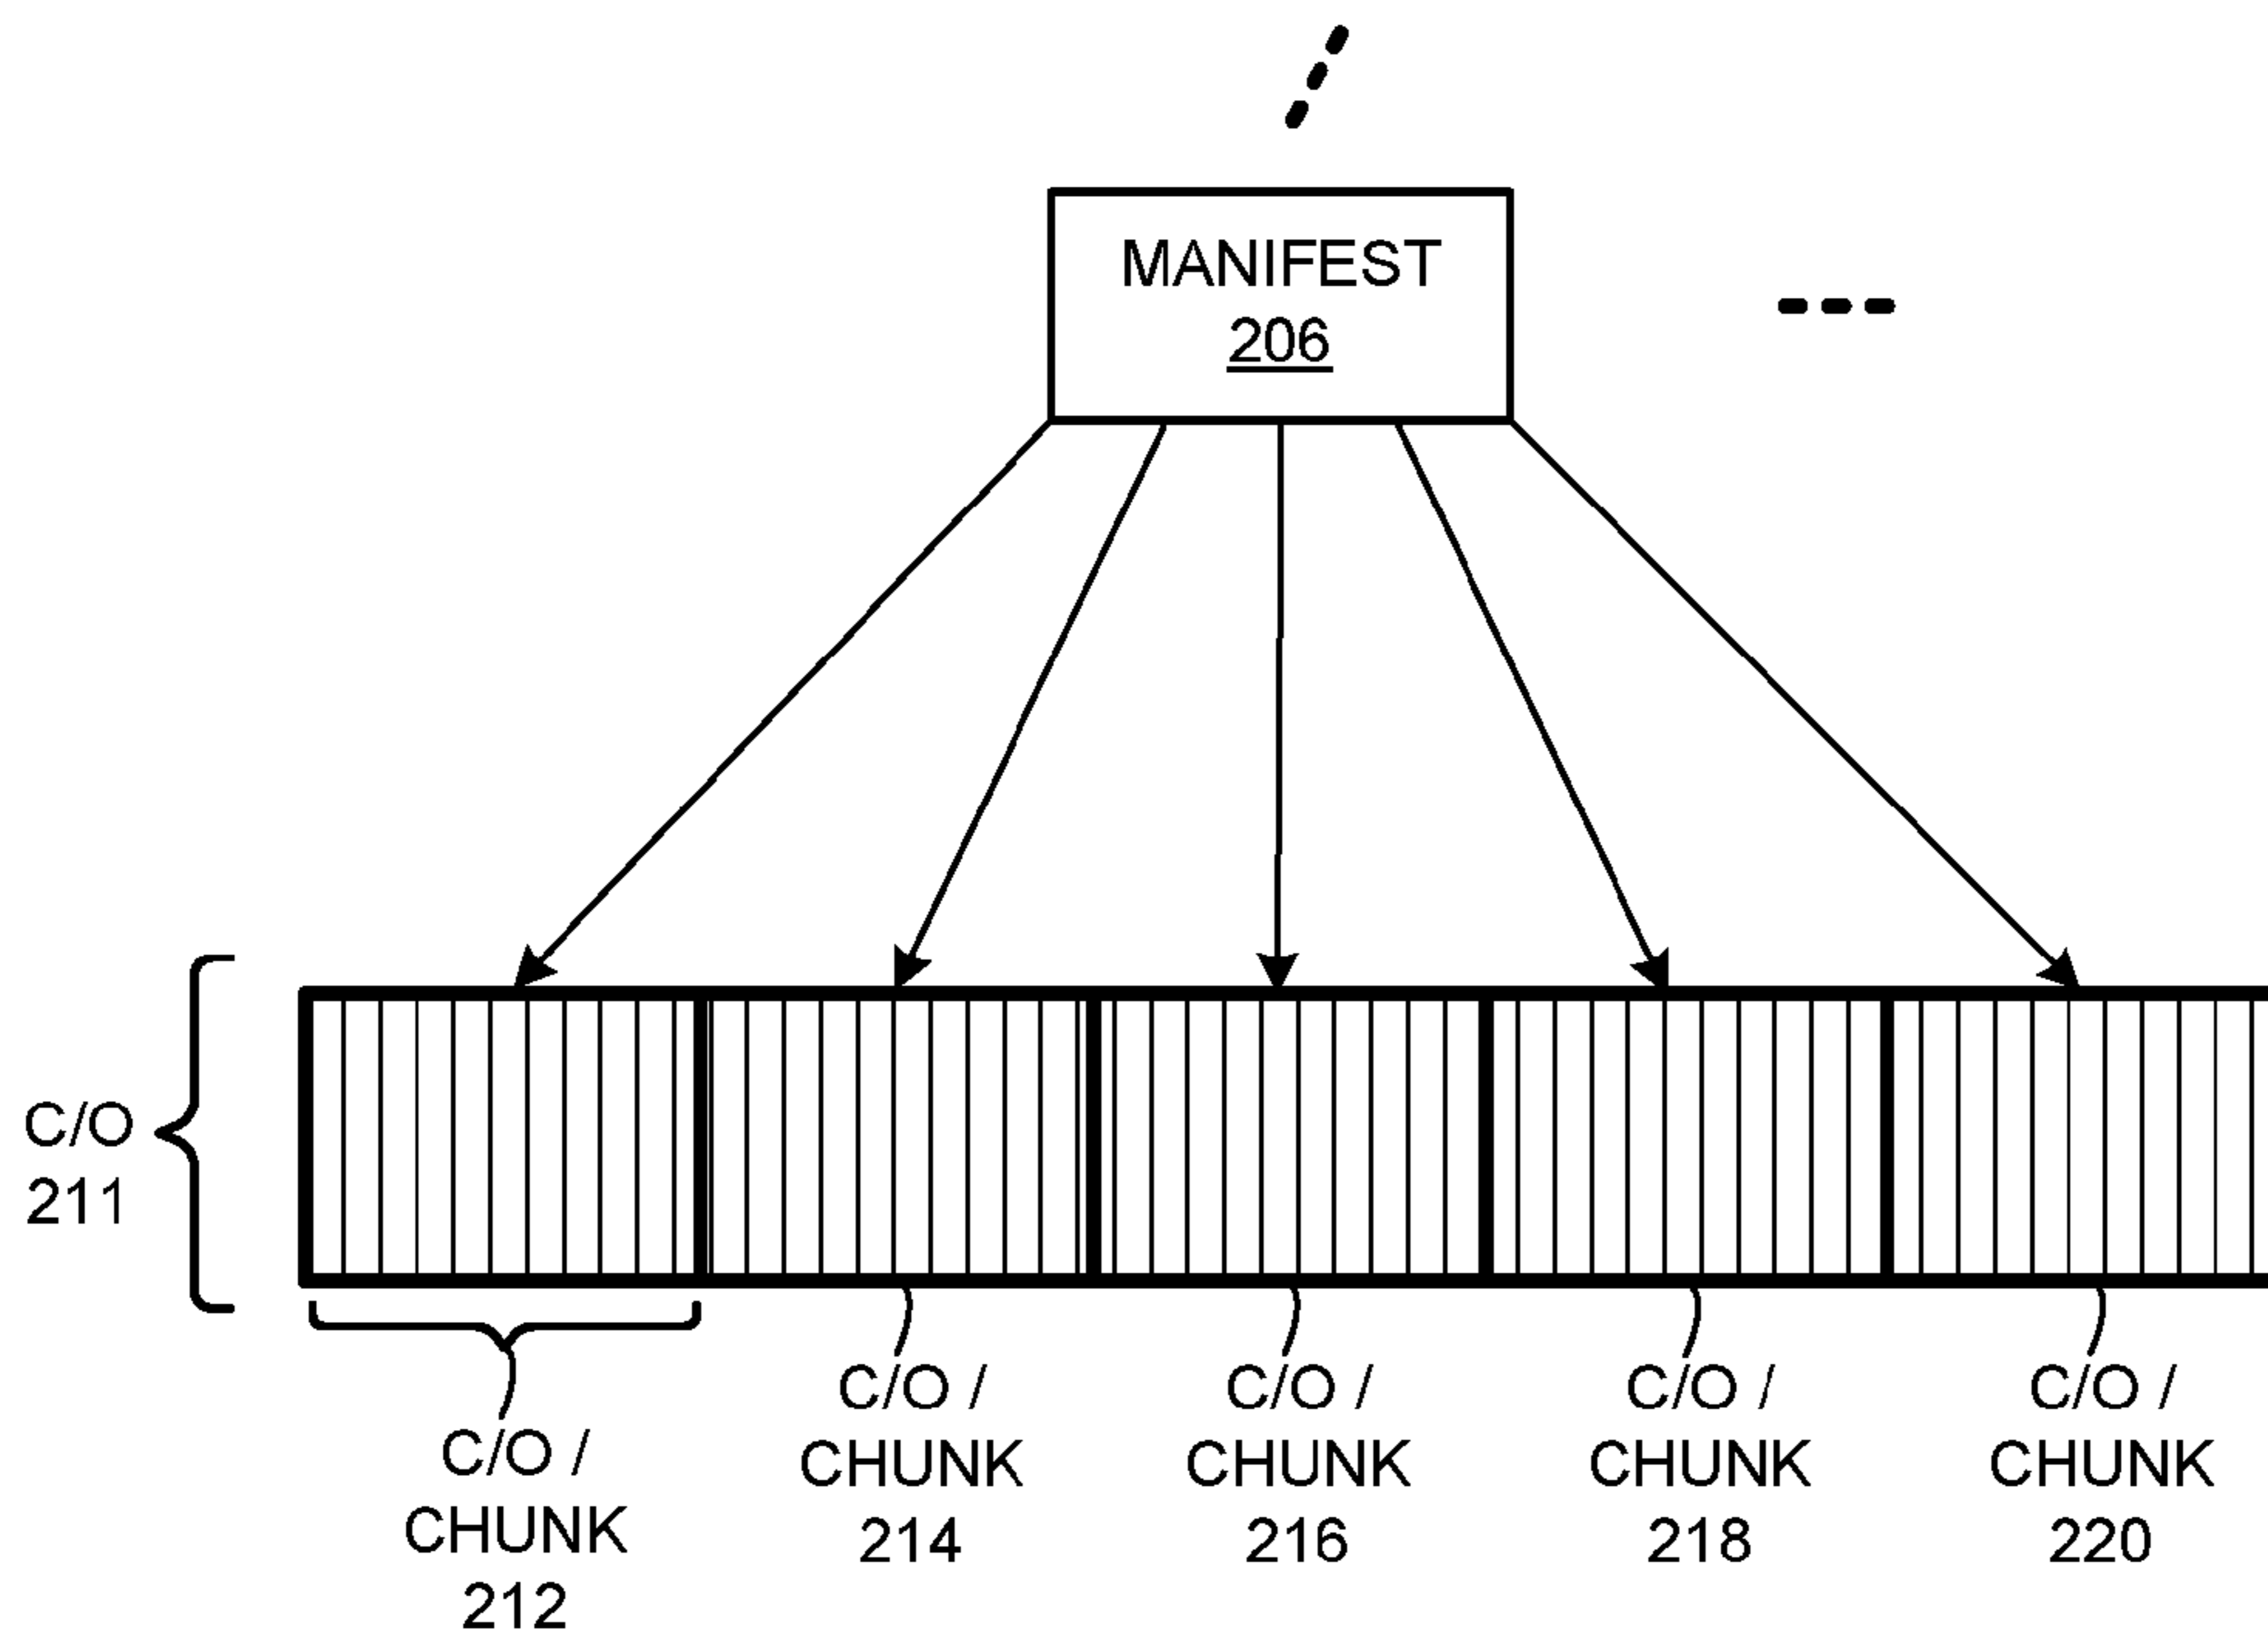 MANIFEST
206
C/O
211
C/O /
CHUNK
212
C/O /
CHUNK
214
C/O /
CHUNK
216
C/O /
CHUNK
218
C/O /
CHUNK
220